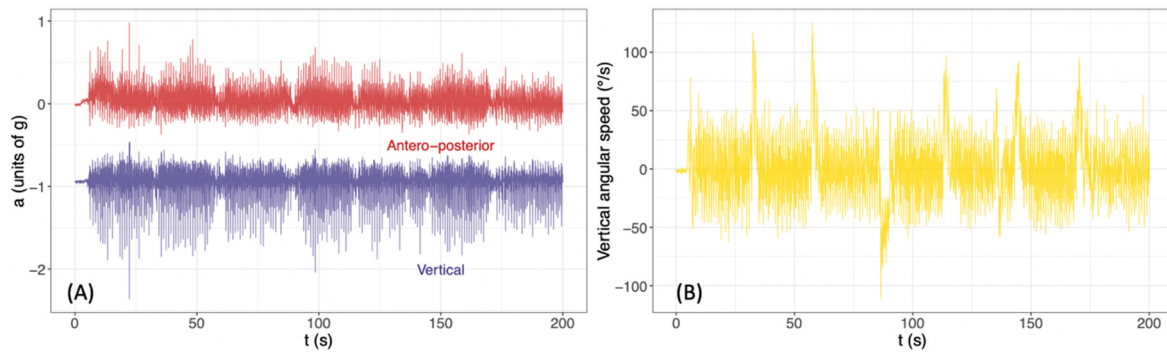 a (units of g)
1
0
−1
−2
Antero−posterior
Vertical
(A)
0
50
100
150
200
t (s)
Vertical angular speed (°/s)
100
50
0
−50
−100
(B)
0
50
100
150
200
t (s)